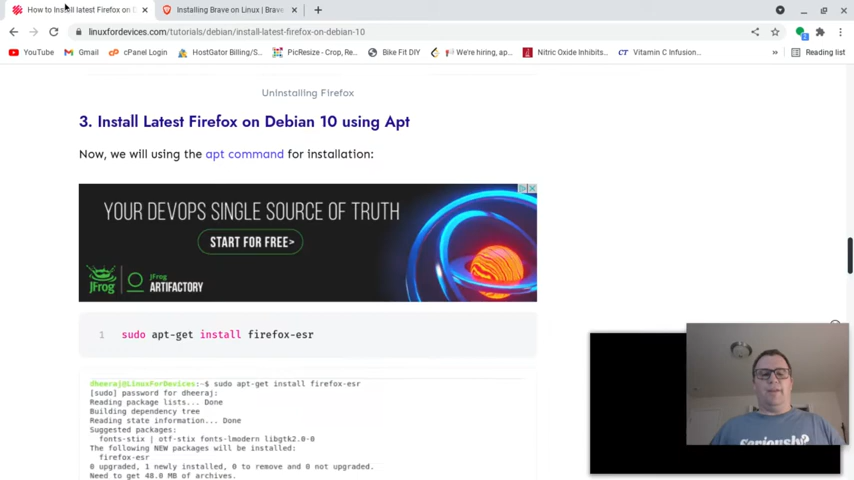 How to Install latest Firefox on D
Installing Brave on Linux | Brave
linuxfordevices.com/tutorials/debian/install-latest-firefox-on-debian-10
YouTube
Gmail
cPanel Login
HostGator Billing/S...
PicResize - Crop, Re...
Bike Fit DIY
We're hiring, ap...
Nitric Oxide Inhibits...
CT
Vitamin C Infusion...
»
Reading list
Uninstalling Firefox
3. Install Latest Firefox on Debian 10 using Apt
Now, we will using the apt command for installation:
YOUR DEVOPS SINGLE SOURCE OF TRUTH
START FOR FREE>
JFrog
JFROG
ARTIFACTORY
1 sudo apt-get install firefox-esr
dheeraj@LinuxForDevices:~$ sudo apt-get install firefox-esr
[sudo] password for dheeraj:
Reading package lists... Done
Building dependency tree
Reading state information... Done
Suggested packages:
fonts-stix | otf-stix fonts-lmodern libgtk2.0-0
The following NEW packages will be installed:
firefox-esr
0 upgraded, 1 newly installed, 0 to remove and 0 not upgraded.
Need to get 48.0 MB of archives.
Seriously